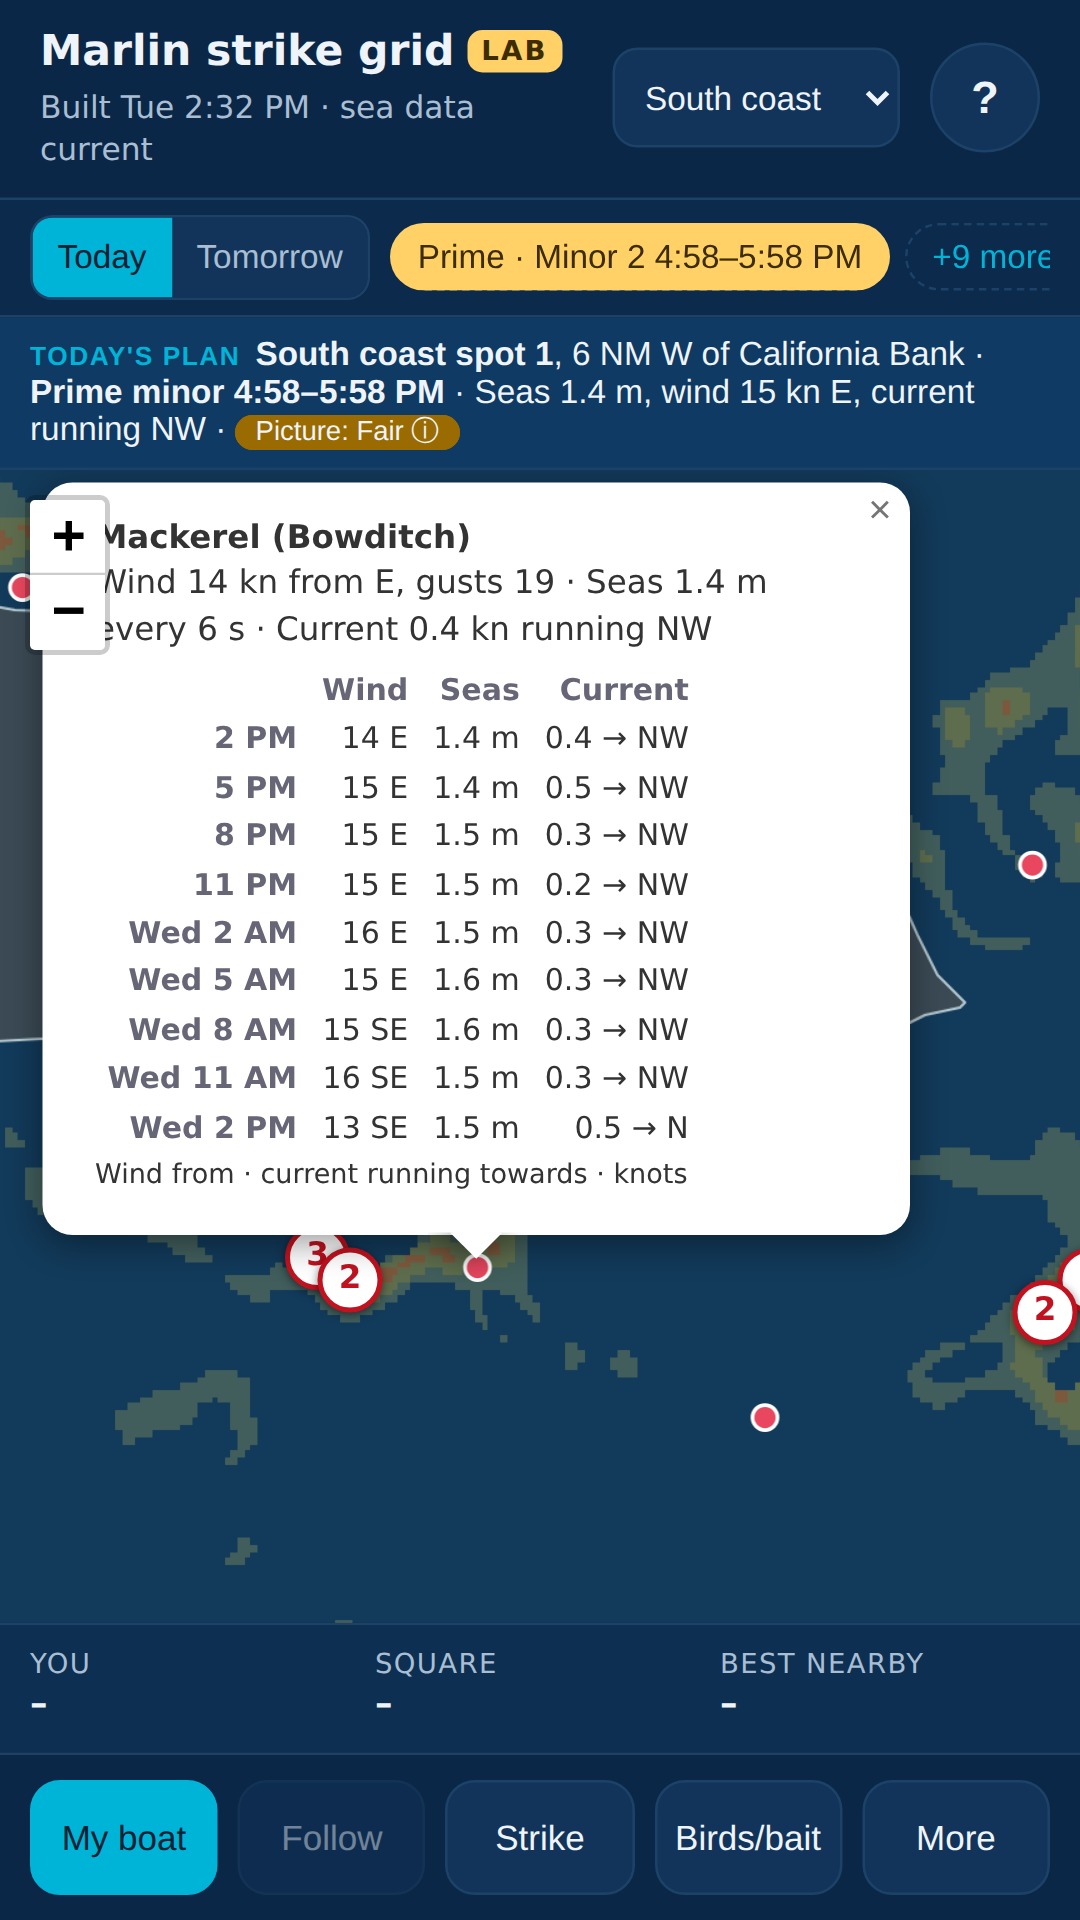 Marlin strike grid LAB
Built Tue 2:32 PM · sea data
current
South coast
?
Today
Tomorrow
Prime · Minor 2 4:58–5:58 PM
+9 more
TODAY'S PLAN South coast spot 1, 6 NM W of California Bank ·
Prime minor 4:58–5:58 PM · Seas 1.4 m, wind 15 kn E, current
running NW · Picture: Fair ⓘ
+
−
×
Mackerel (Bowditch)
Wind 14 kn from E, gusts 19 · Seas 1.4 m
every 6 s · Current 0.4 kn running NW
Wind Seas Current
2 PM 14 E 1.4 m 0.4 → NW
5 PM 15 E 1.4 m 0.5 → NW
8 PM 15 E 1.5 m 0.3 → NW
11 PM 15 E 1.5 m 0.2 → NW
Wed 2 AM 16 E 1.5 m 0.3 → NW
Wed 5 AM 15 E 1.6 m 0.3 → NW
Wed 8 AM 15 SE 1.6 m 0.3 → NW
Wed 11 AM 16 SE 1.5 m 0.3 → NW
Wed 2 PM 13 SE 1.5 m 0.5 → N
Wind from · current running towards · knots
3
2
2
YOU
–
SQUARE
–
BEST NEARBY
–
My boat
Follow
Strike
Birds/bait
More